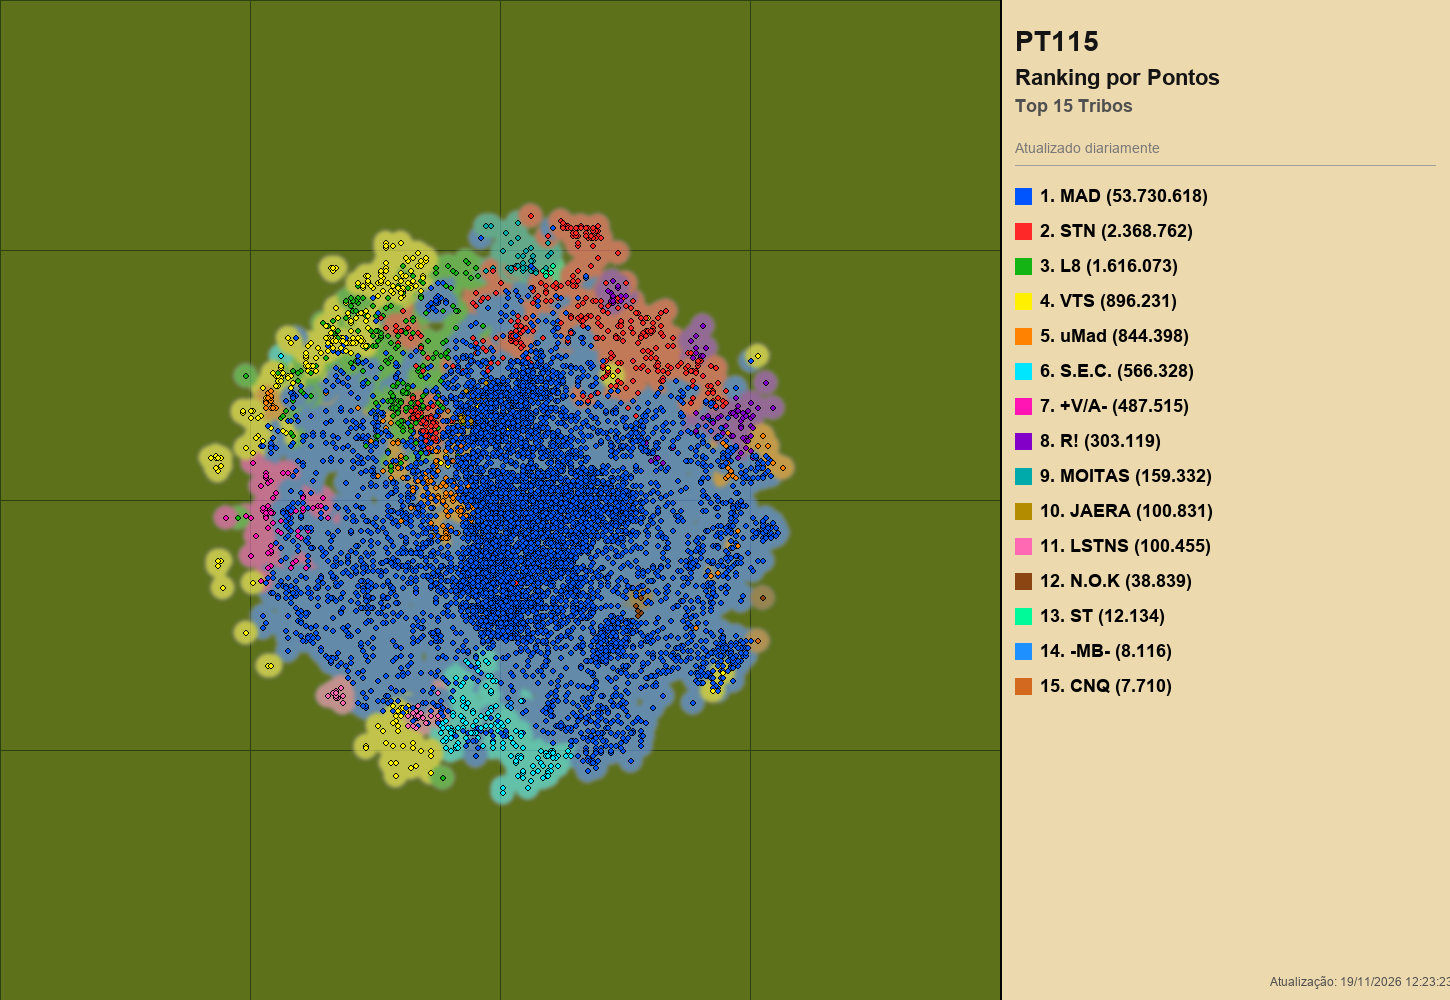 PT115
Ranking por Pontos
Top 15 Tribos
Atualizado diariamente
1. MAD (53.730.618)
2. STN (2.368.762)
3. L8 (1.616.073)
4. VTS (896.231)
5. uMad (844.398)
6. S.E.C. (566.328)
7. +V/A- (487.515)
8. R! (303.119)
9. MOITAS (159.332)
10. JAERA (100.831)
11. LSTNS (100.455)
12. N.O.K (38.839)
13. ST (12.134)
14. -MB- (8.116)
15. CNQ (7.710)
Atualização: 19/11/2026 12:23:23